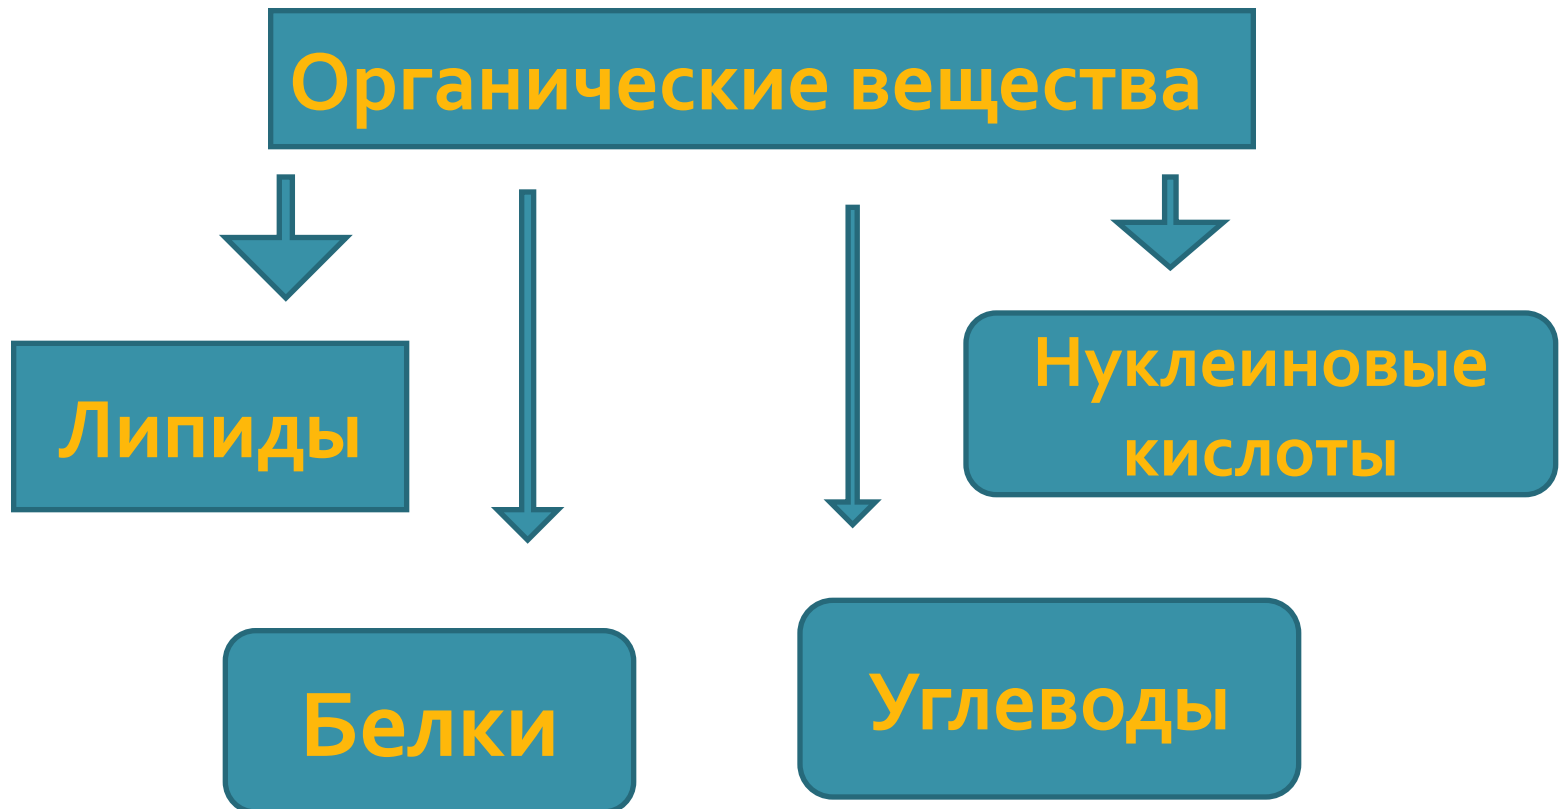 Органические вещества
Липиды
Нуклеиновые
кислоты
Белки
Углеводы